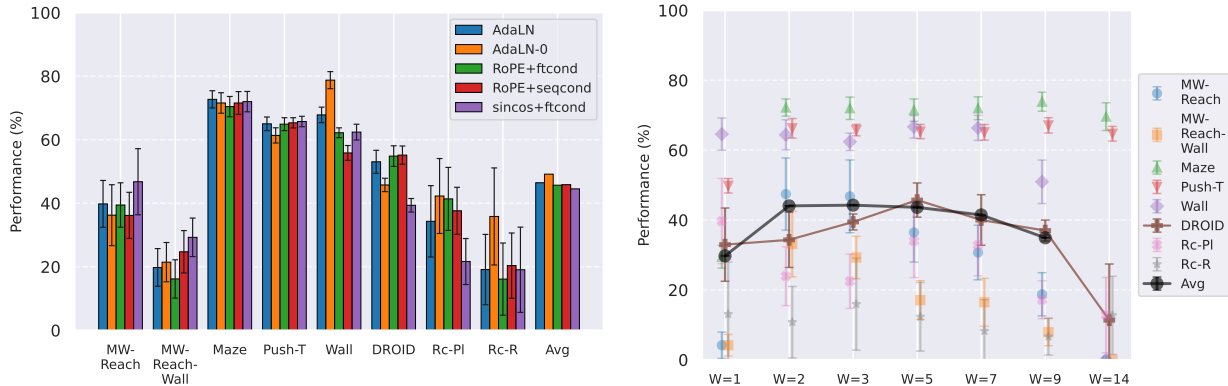 Performance (%)
100
80
60
40
20
0
AdaLN
AdaLN-0
RoPE+ftcond
RoPE+seqcond
sincos+ftcond
MW-
Reach
MW-
Reach-
Wall
Maze
Push-T
Wall
DROID
Rc-Pl
Rc-R
Avg
Performance (%)
100
80
60
40
20
0
W=1
W=2
W=3
W=5
W=7
W=9
W=14
MW-
Reach
MW-
Reach-
Wall
Maze
Push-T
Wall
DROID
Rc-Pl
Rc-R
Avg